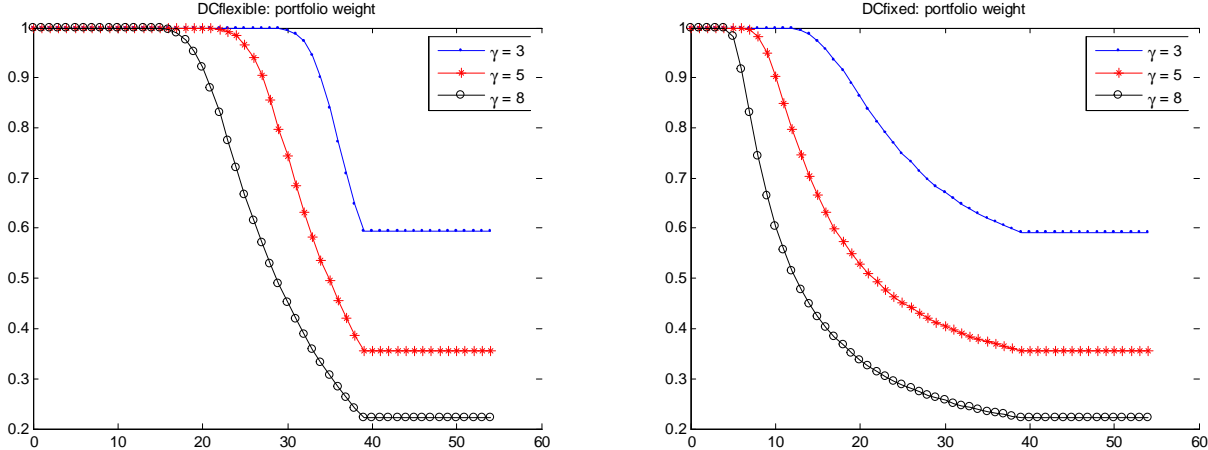 DCflexible: portfolio weight
1
0.9
0.8
0.7
0.6
0.5
0.4
0.3
0.2
0 10 20 30 40 50 60
γ = 3
γ = 5
γ = 8
DCfixed: portfolio weight
1
0.9
0.8
0.7
0.6
0.5
0.4
0.3
0.2
0 10 20 30 40 50 60
γ = 3
γ = 5
γ = 8